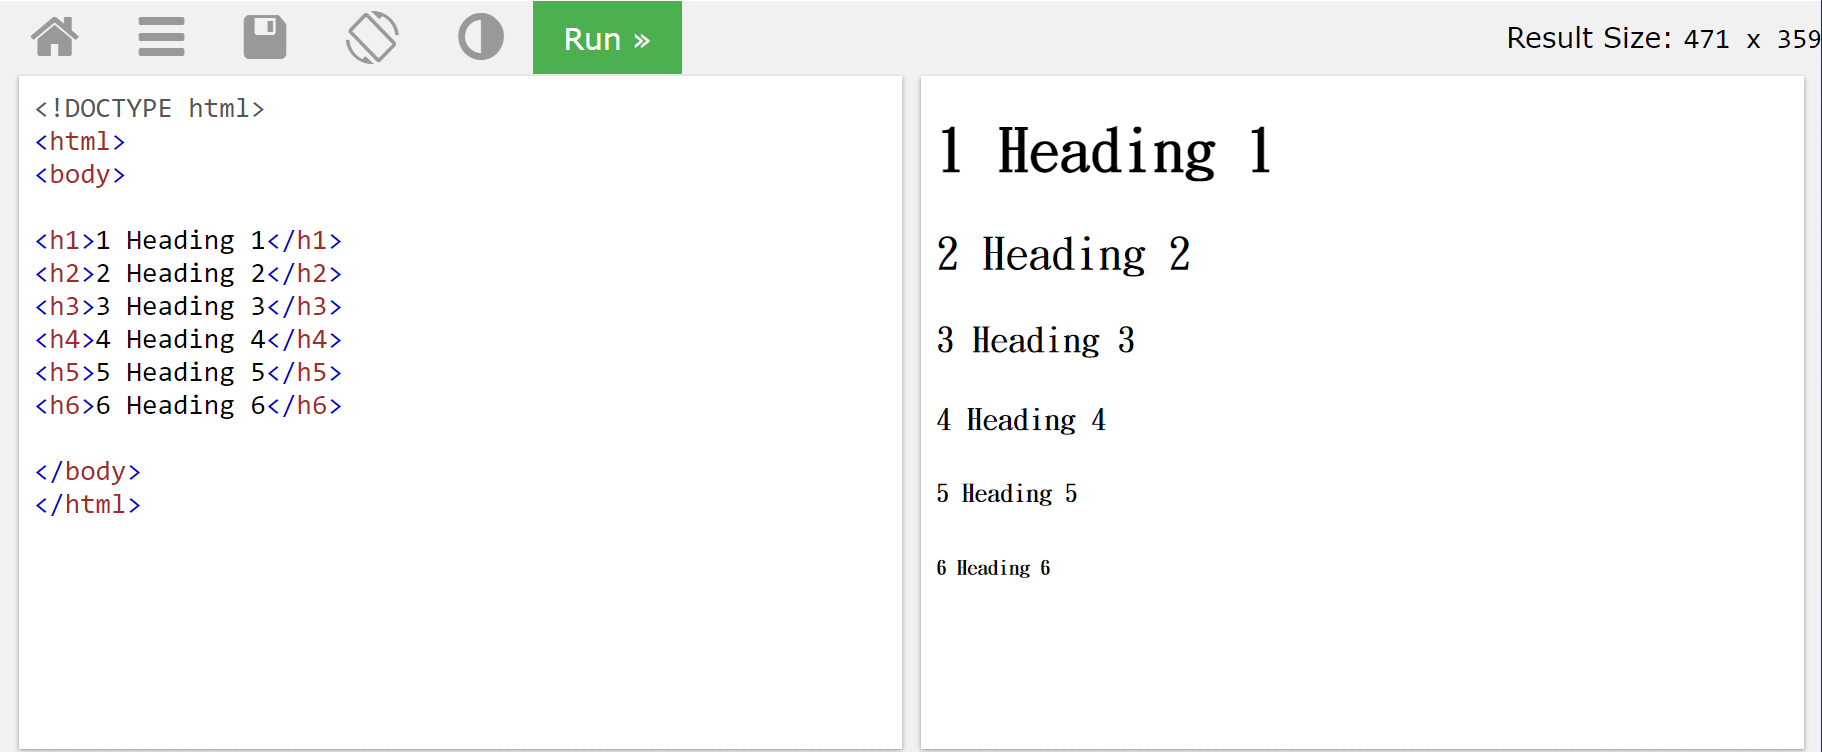 Run »
Result Size: 471 x 359
<!DOCTYPE html>
<html>
<body>
<h1>1 Heading 1</h1>
<h2>2 Heading 2</h2>
<h3>3 Heading 3</h3>
<h4>4 Heading 4</h4>
<h5>5 Heading 5</h5>
<h6>6 Heading 6</h6>
</body>
</html>
1 Heading 1
2 Heading 2
3 Heading 3
4 Heading 4
5 Heading 5
6 Heading 6